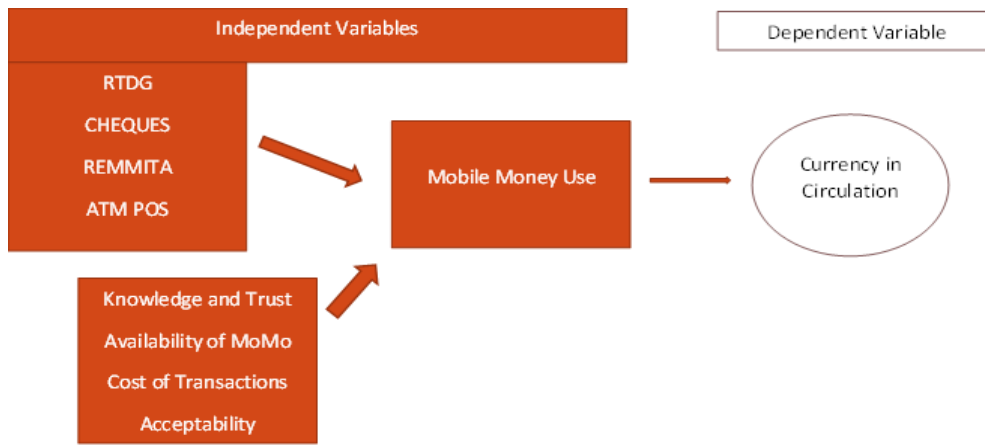 Independent Variables
Dependent Variable
RTDG
CHEQUES
REMMITA
ATM POS
Mobile Money Use
Currency in
Circulation
Knowledge and Trust
Availability of MoMo
Cost of Transactions
Acceptability